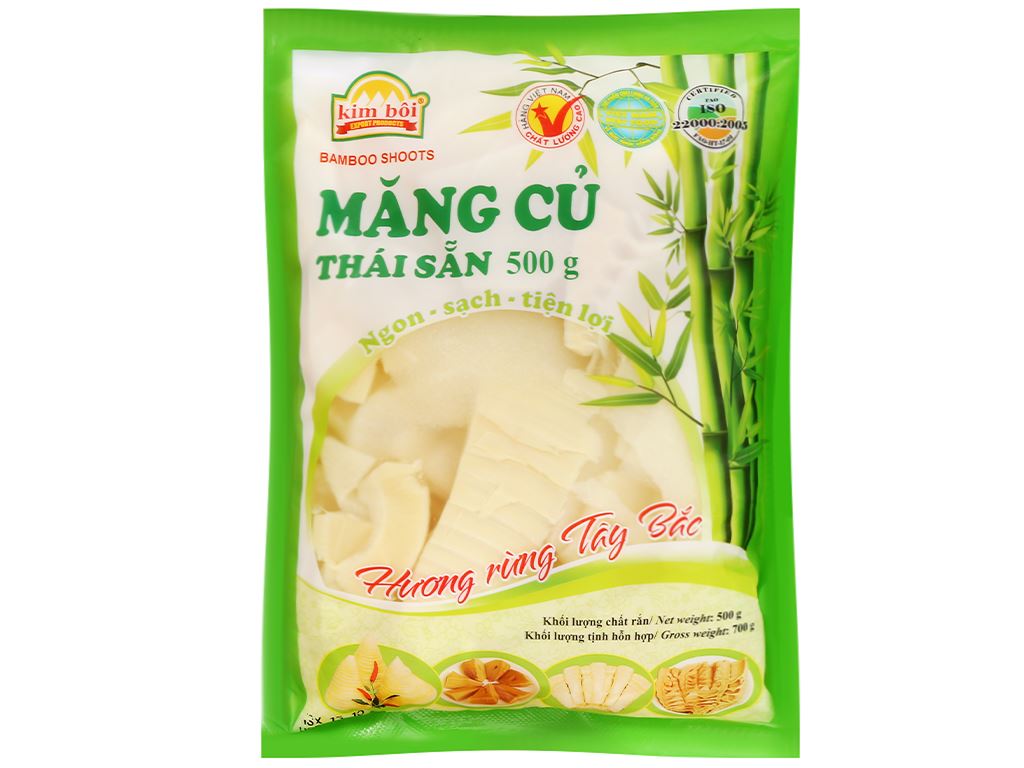 kim bôi®
EXPORT PRODUCTS
BAMBOO SHOOTS
HÀNG VIỆT NAM
CHẤT LƯỢNG CAO
CERTIFIED
ISO
22000:2005
MĂNG CỦ
THÁI SẴN 500 g
Ngon - sạch - tiện lợi
Hương rừng Tây Bắc
Khối lượng chất rắn/ Net weight: 500 g
Khối lượng tịnh hỗn hợp/ Gross weight: 700 g